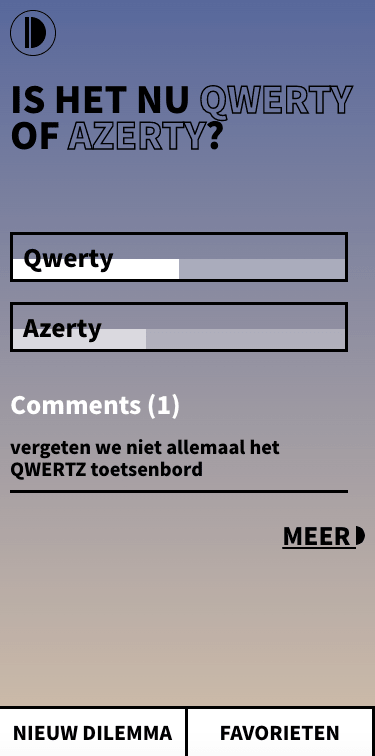 IS HET NU QWERTY
OF AZERTY?
Qwerty
Azerty
Comments (1)
vergeten we niet allemaal het
QWERTZ toetsenbord
MEER
NIEUW DILEMMA
FAVORIETEN